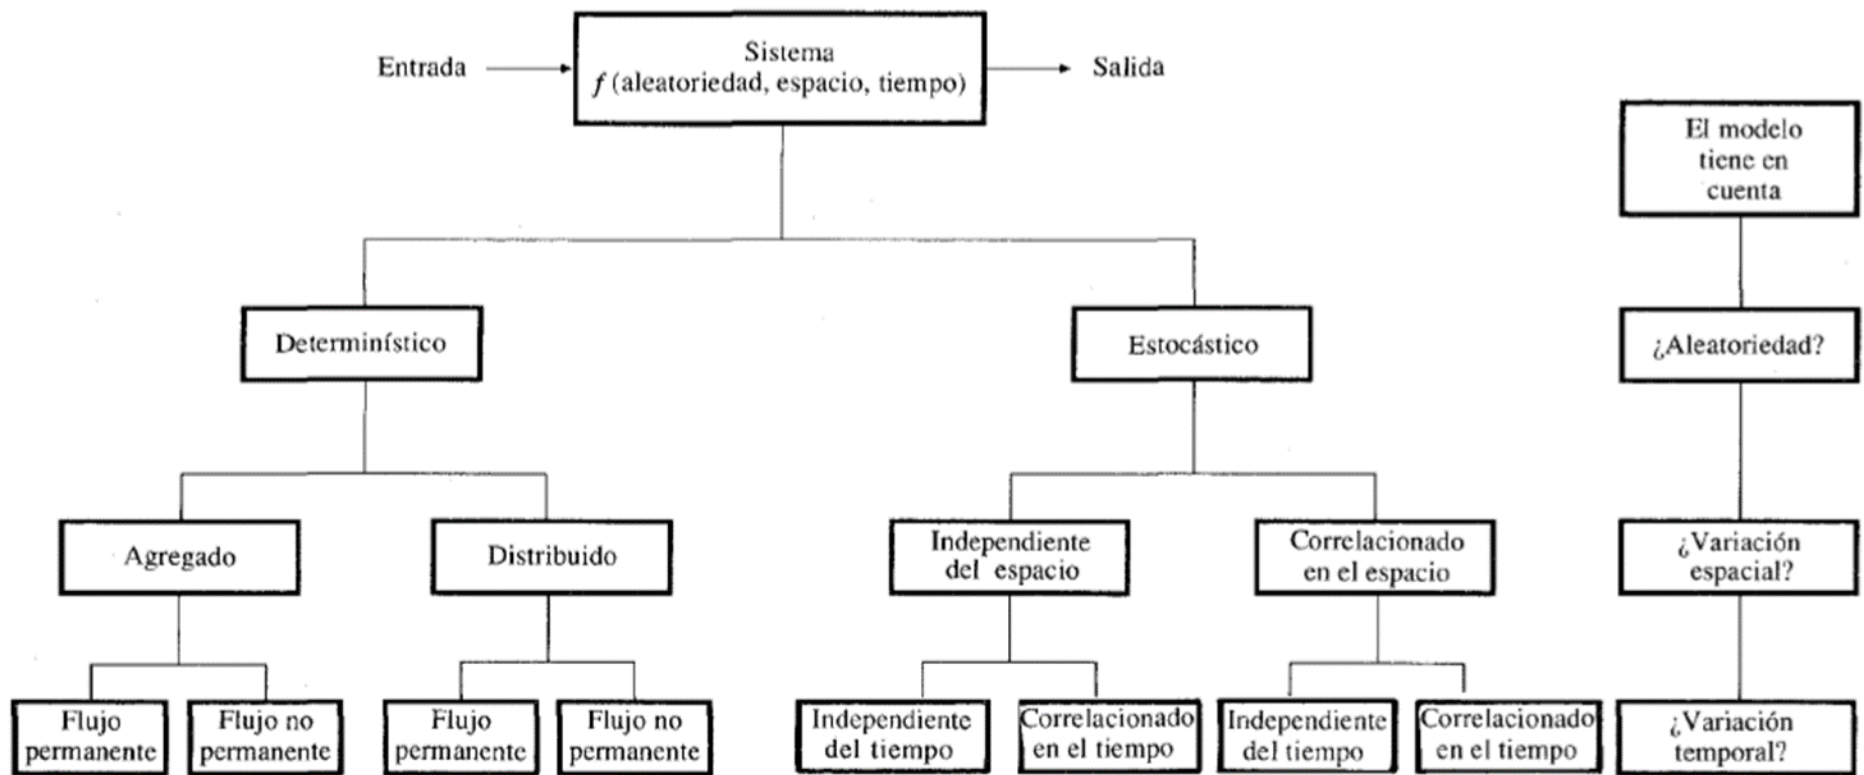 Entrada
Sistema
f (aleatoriedad, espacio, tiempo)
Salida
El modelo
tiene en
cuenta
Determinístico
Estocástico
¿Aleatoriedad?
Agregado
Distribuido
Independiente
del espacio
Correlacionado
en el espacio
¿Variación
espacial?
Flujo
permanente
Flujo no
permanente
Flujo
permanente
Flujo no
permanente
Independiente
del tiempo
Correlacionado
en el tiempo
Independiente
del tiempo
Correlacionado
en el tiempo
¿Variación
temporal?